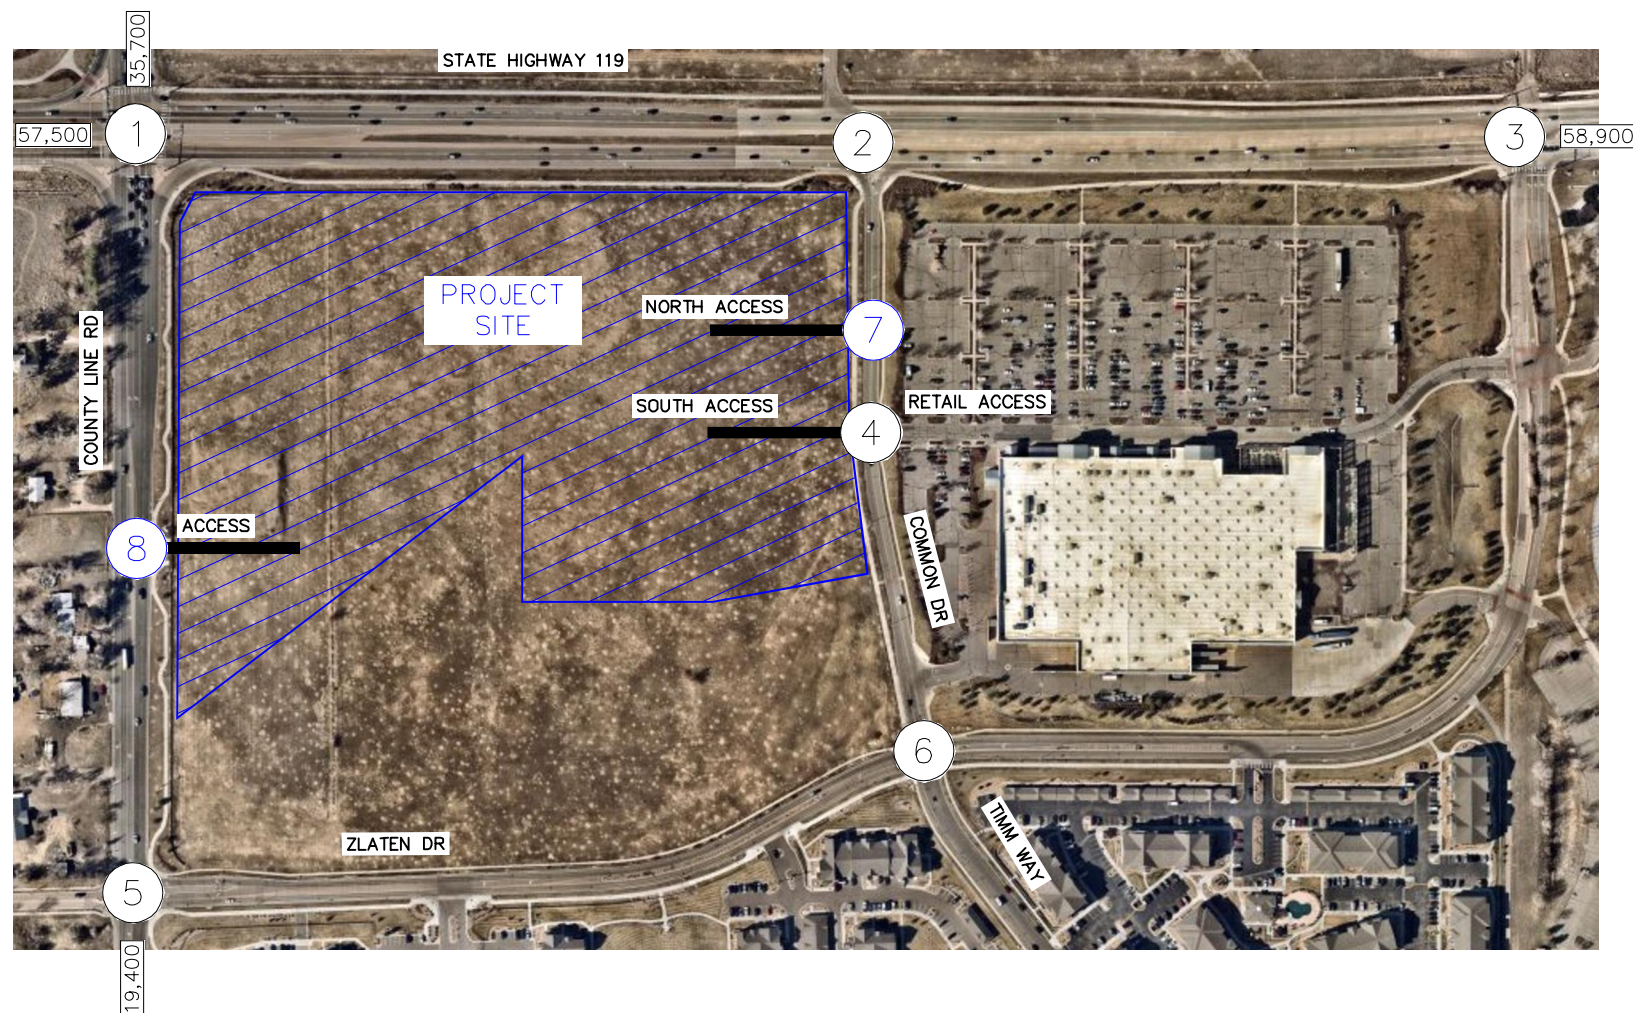 35,700
STATE HIGHWAY 119
57,500
1
2
3
58,900
PROJECT
SITE
NORTH ACCESS
7
COUNTY LINE RD
SOUTH ACCESS
4
RETAIL ACCESS
ACCESS
8
COMMON DR
6
ZLATEN DR
TIMM WAY
5
19,400